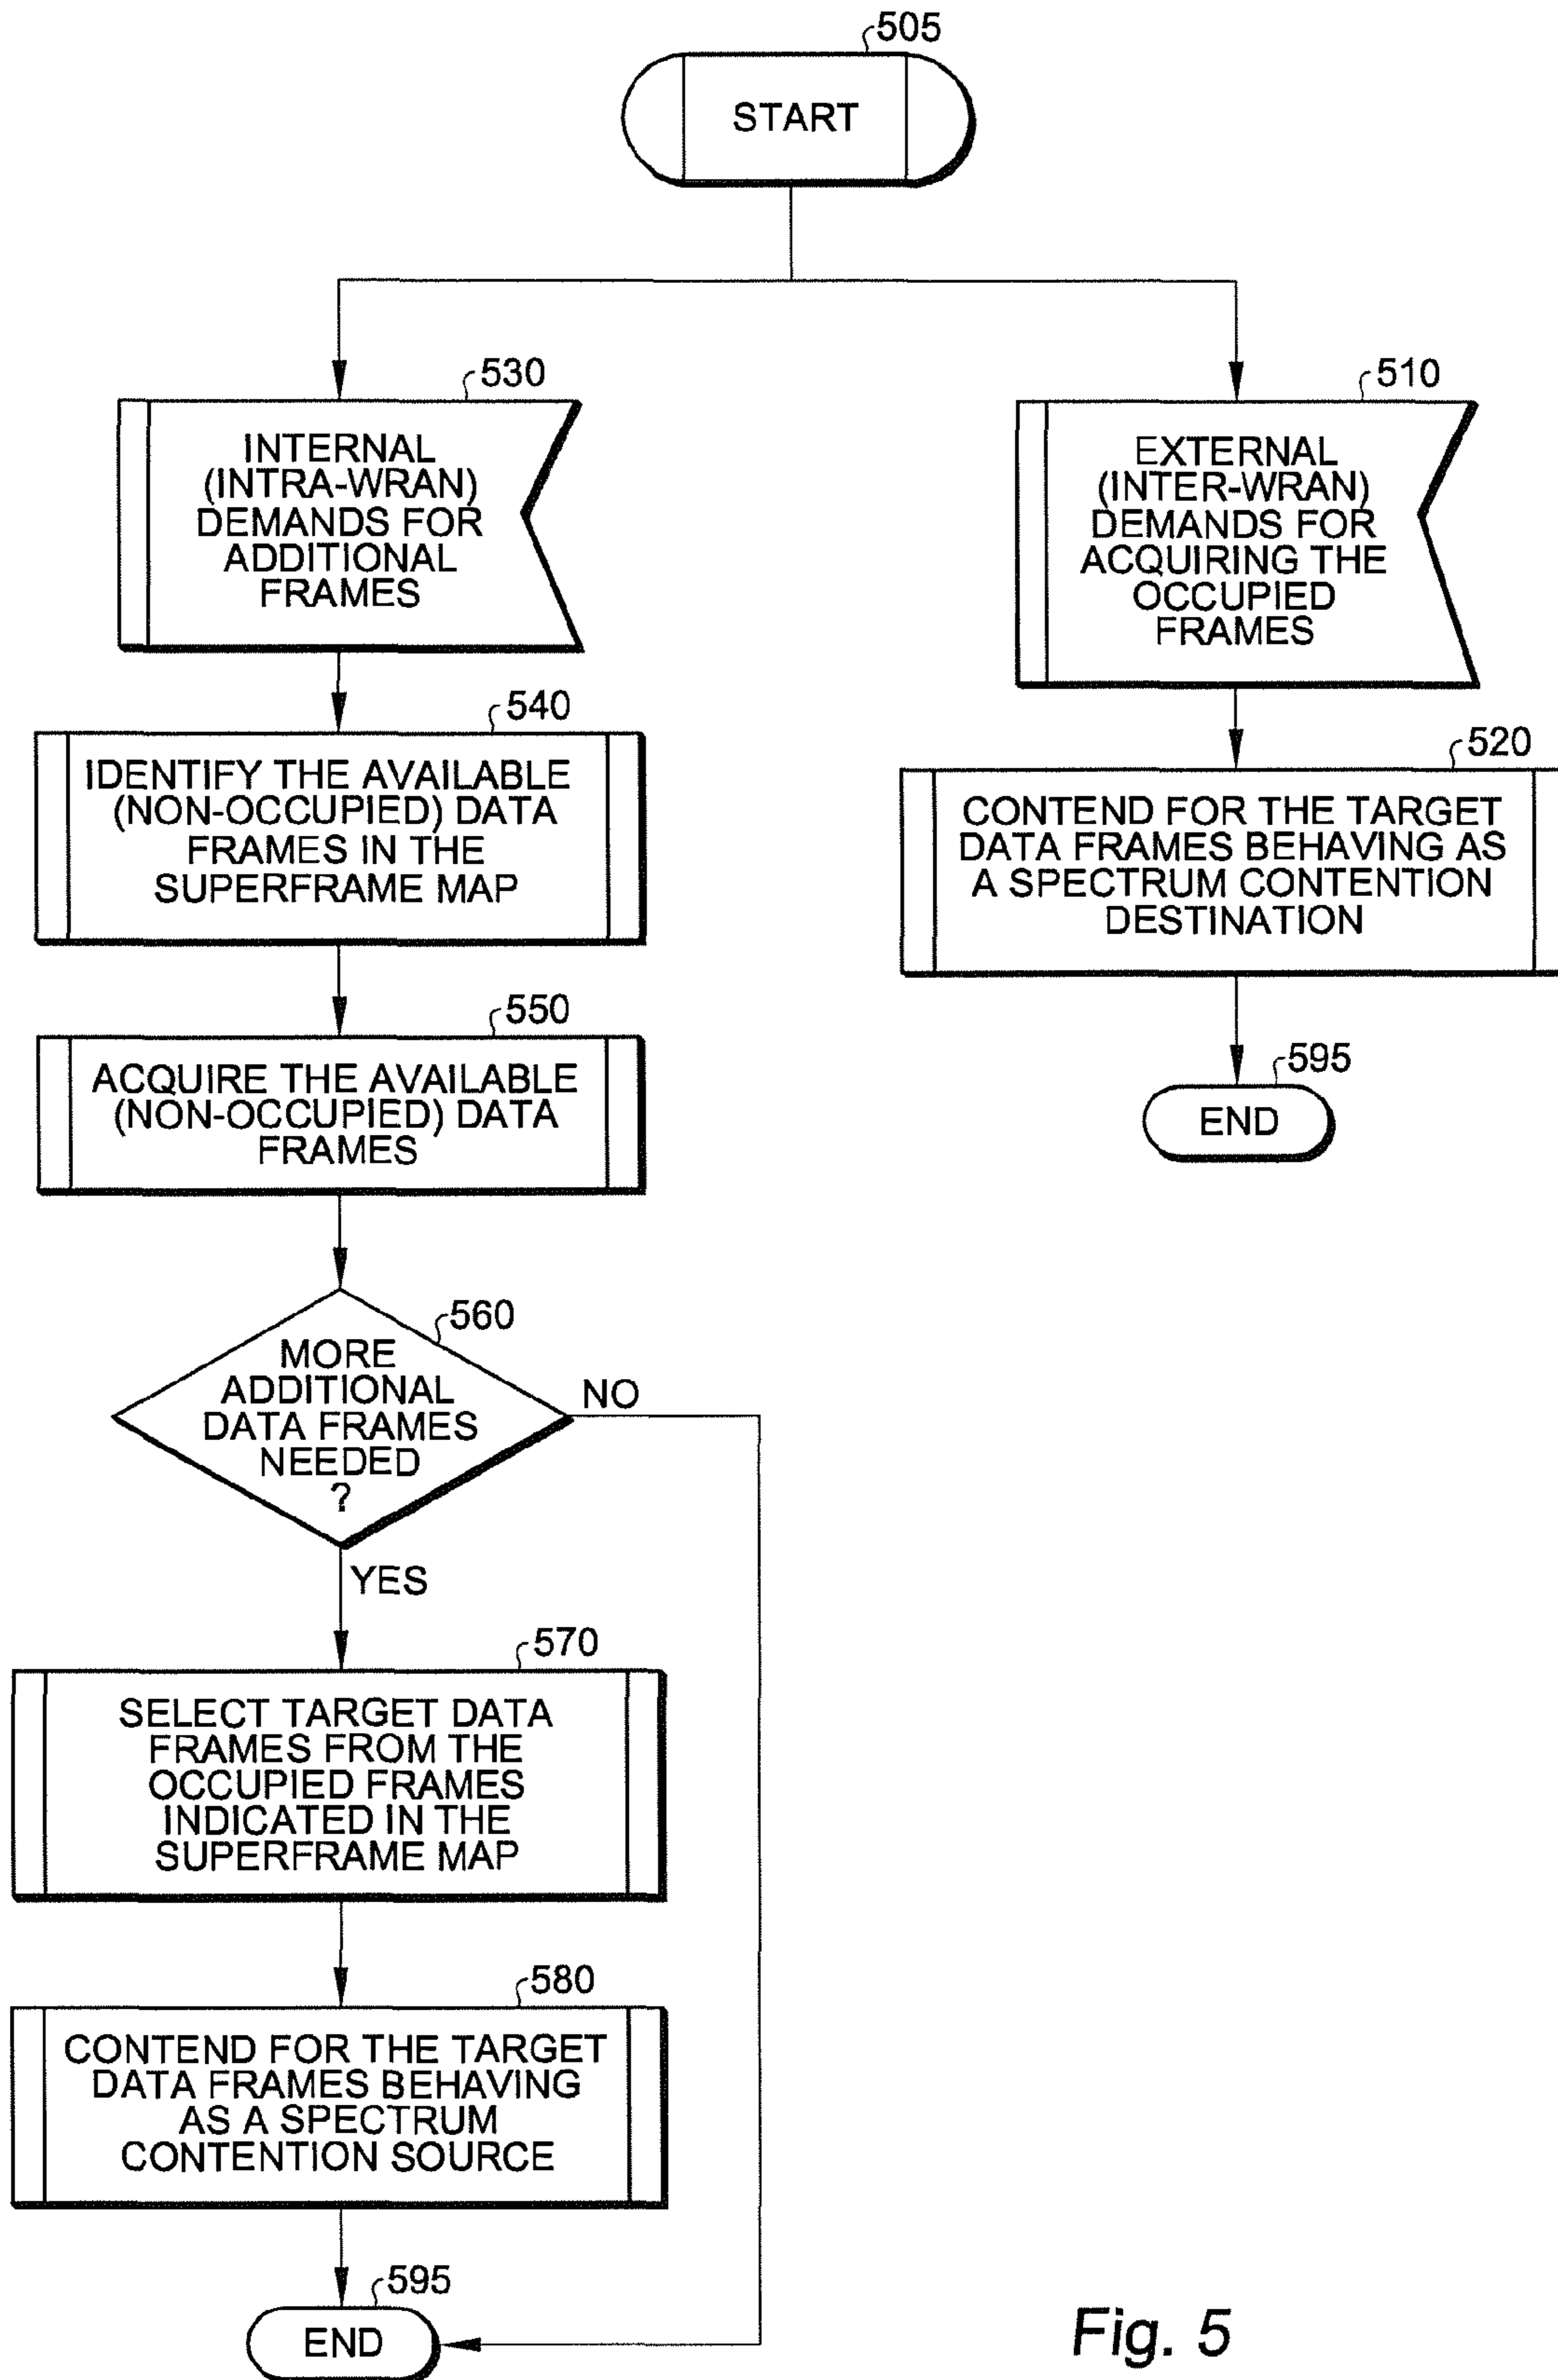 505
START
530
INTERNAL
(INTRA-WRAN)
DEMANDS FOR
ADDITIONAL
FRAMES
510
EXTERNAL
(INTER-WRAN)
DEMANDS FOR
ACQUIRING THE
OCCUPIED
FRAMES
540
IDENTIFY THE AVAILABLE
(NON-OCCUPIED) DATA
FRAMES IN THE
SUPERFRAME MAP
520
CONTEND FOR THE TARGET
DATA FRAMES BEHAVING AS
A SPECTRUM CONTENTION
DESTINATION
550
ACQUIRE THE AVAILABLE
(NON-OCCUPIED) DATA
FRAMES
595
END
560
MORE
ADDITIONAL
DATA FRAMES
NEEDED
?
NO
YES
570
SELECT TARGET DATA
FRAMES FROM THE
OCCUPIED FRAMES
INDICATED IN THE
SUPERFRAME MAP
580
CONTEND FOR THE TARGET
DATA FRAMES BEHAVING
AS A SPECTRUM
CONTENTION SOURCE
595
END
Fig. 5